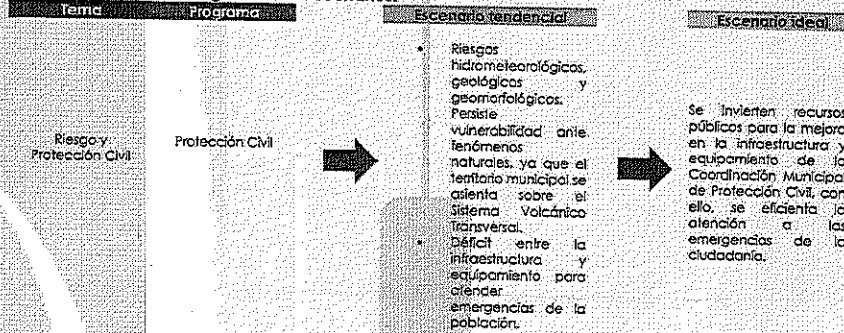 Tema
Programa
Escenario tendencial
Escenario ideal
Riesgo y
Protección Civil
Protección Civil
• Riesgos
hidrometeorológicos,
geológicos y
geomorfológicos.
Persiste
vulnerabilidad ante
fenómenos
naturales, ya que el
territorio municipal se
asienta sobre el
Sistema Volcánico
Transversal.
• Déficit entre la
infraestructura y
equipamiento para
atender
emergencias de la
población.
Se invierten recursos
públicos para la mejora
en la infraestructura y
equipamiento de la
Coordinación Municipal
de Protección Civil, con
ello, se eficienta la
atención a las
emergencias de la
ciudadanía.